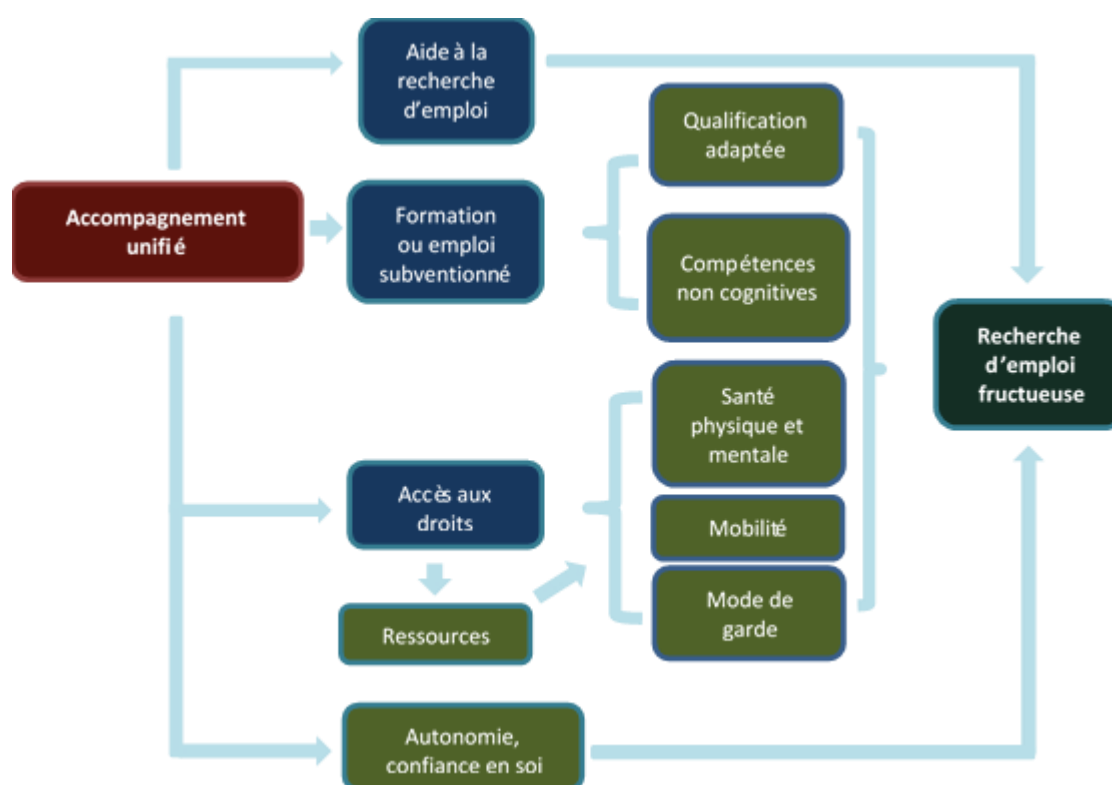 Aide à la
recherche
d'emploi
Qualification
adaptée
Accompagnement
unifié
Formation
ou emploi
subventionné
Compétences
non cognitives
Recherche
d'emploi
fructueuse
Santé
physique et
mentale
Accès aux
droits
Mobilité
Mode de
garde
Ressources
Autonomie,
confiance en soi